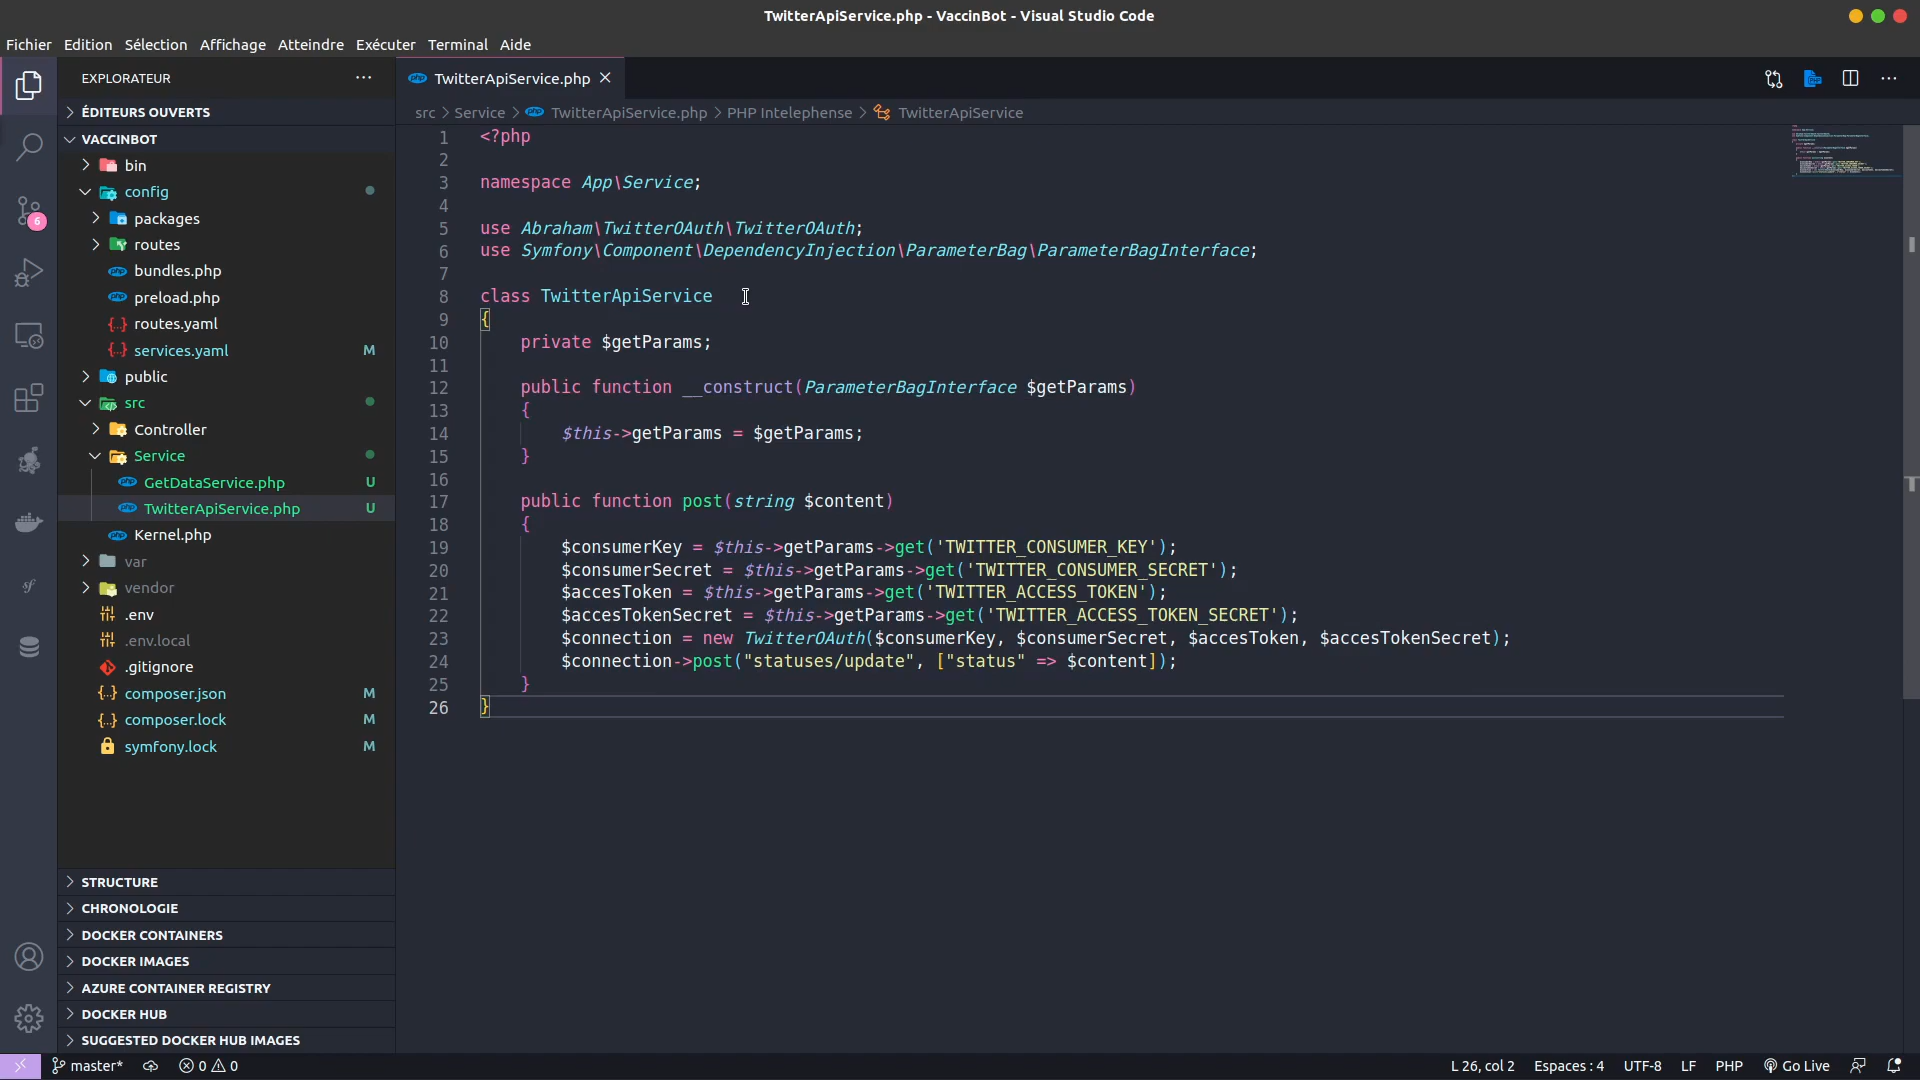 TwitterApiService.php - VaccinBot - Visual Studio Code
Fichier Edition Sélection Affichage Atteindre Exécuter Terminal Aide
EXPLORATEUR
ÉDITEURS OUVERTS
VACCINBOT
bin
config
packages
routes
bundles.php
preload.php
routes.yaml
services.yaml M
public
src
Controller
Service
GetDataService.php U
TwitterApiService.php U
Kernel.php
var
vendor
.env
.env.local
.gitignore
composer.json M
composer.lock M
symfony.lock M
STRUCTURE
CHRONOLOGIE
DOCKER CONTAINERS
DOCKER IMAGES
AZURE CONTAINER REGISTRY
DOCKER HUB
SUGGESTED DOCKER HUB IMAGES
6
sf
php TwitterApiService.php
src > Service > php TwitterApiService.php > PHP Intelephense > TwitterApiService
1 <?php
2
3 namespace App\Service;
4
5 use Abraham\TwitterOAuth\TwitterOAuth;
6 use Symfony\Component\DependencyInjection\ParameterBag\ParameterBagInterface;
7
8 class TwitterApiService
9 {
10     private $getParams;
11
12     public function __construct(ParameterBagInterface $getParams)
13     {
14         $this->getParams = $getParams;
15     }
16
17     public function post(string $content)
18     {
19         $consumerKey = $this->getParams->get('TWITTER_CONSUMER_KEY');
20         $consumerSecret = $this->getParams->get('TWITTER_CONSUMER_SECRET');
21         $accesToken = $this->getParams->get('TWITTER_ACCESS_TOKEN');
22         $accesTokenSecret = $this->getParams->get('TWITTER_ACCESS_TOKEN_SECRET');
23         $connection = new TwitterOAuth($consumerKey, $consumerSecret, $accesToken, $accesTokenSecret);
24         $connection->post("statuses/update", ["status" => $content]);
25     }
26 }
master* 0 0 L 26, col 2 Espaces : 4 UTF-8 LF PHP Go Live